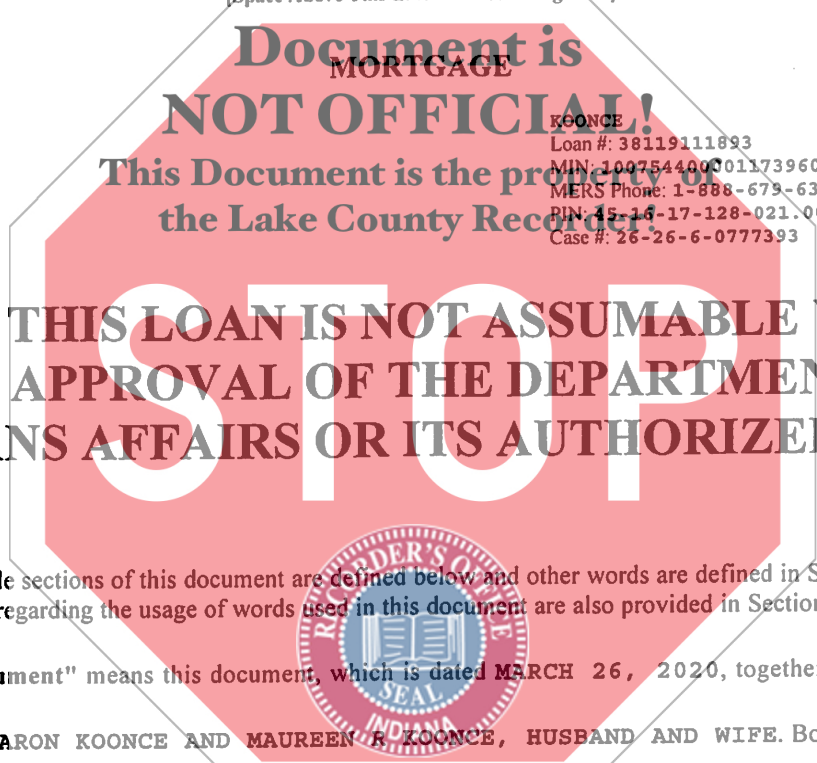 Document is
MORTGAGE
NOT OFFICIAL!
KOONCE
Loan #: 38119111893
This Document is the property of
MIN: 10075440000117396
MERS Phone: 1-888-679-63
the Lake County Recorder!
PIN: 45-16-17-128-021.0
Case #: 26-26-6-0777393
STOP
THIS LOAN IS NOT ASSUMABLE
APPROVAL OF THE DEPARTMEN
NS AFFAIRS OR ITS AUTHORIZE
le sections of this document are defined below and other words are defined in S
regarding the usage of words used in this document are also provided in Section
ument" means this document, which is dated MARCH 26, 2020, together
ARON KOONCE AND MAUREEN R KOONCE, HUSBAND AND WIFE. Bo
RECORDER'S OFFICE
SEAL
INDIANA